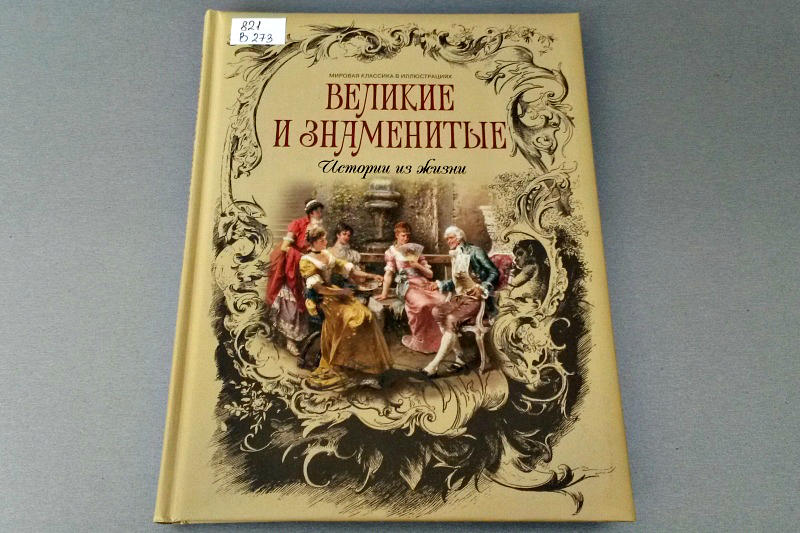 821
В 273
МИРОВАЯ КЛАССИКА В ИЛЛЮСТРАЦИЯХ
ВЕЛИКИЕ
И ЗНАМЕНИТЫЕ
Истории из жизни